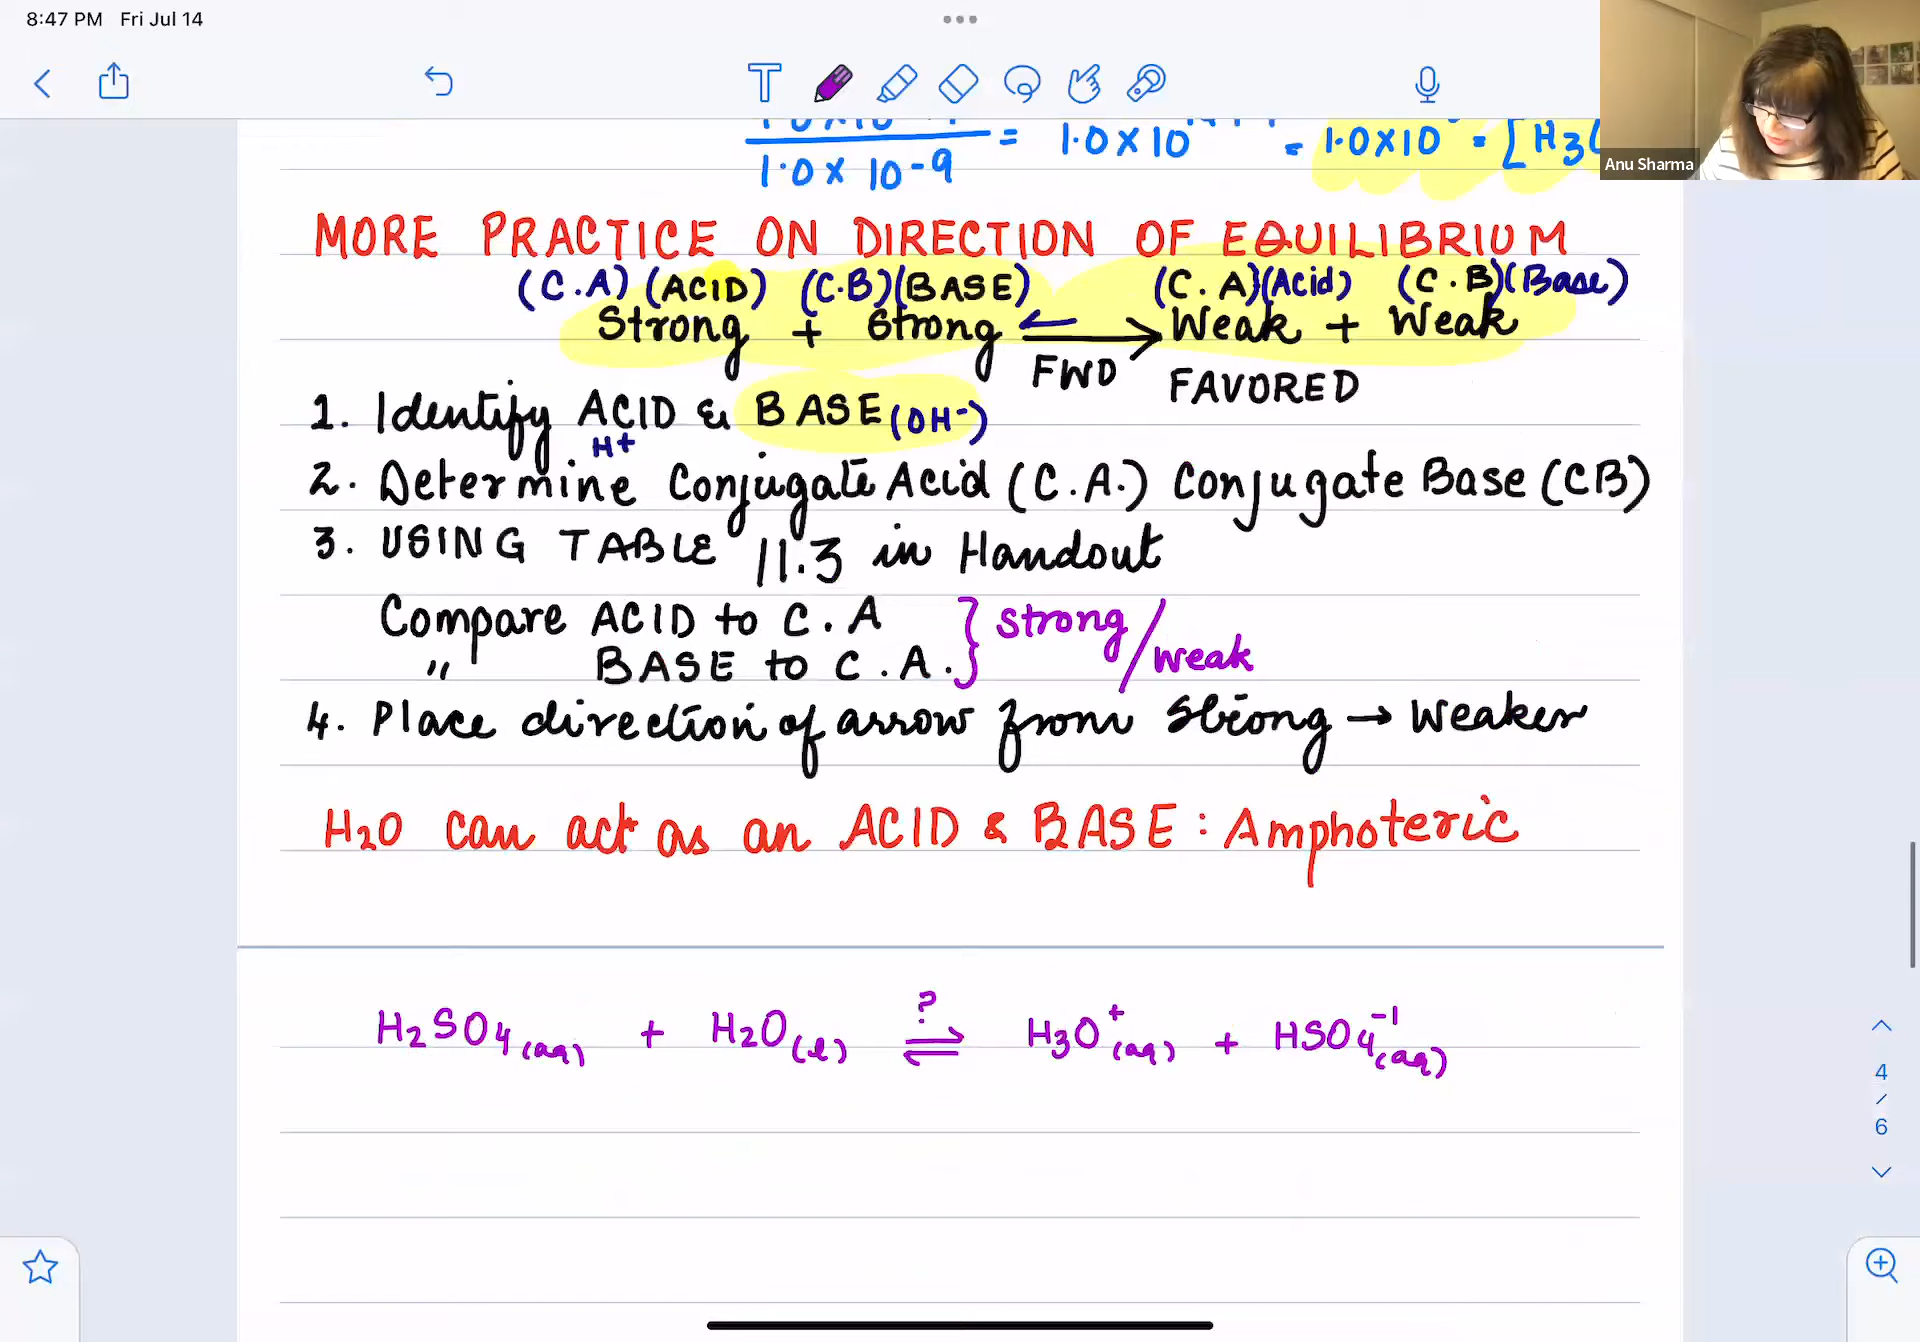 8:47 PM Fri Jul 14
Anu Sharma
1.0 x 10 -9 = 1.0 x 10 = 1.0 x 10 = [H3
MORE PRACTICE ON DIRECTION OF EQUILIBRIUM
(C.A) (ACID) (C.B) (BASE) (C.A) (Acid) (C.B) (Base)
Strong + Strong → Weak + Weak
FWD FAVORED
1. Identify ACID & BASE (OH-)
H+
2. Determine Conjugate Acid (C.A.) Conjugate Base (CB)
3. USING TABLE 11.3 in Handout
Compare ACID to C.A } strong/
" BASE to C.A. weak
4. Place direction of arrow from Strong → Weaker
H2O can act as an ACID & BASE : Amphoteric
?
H2SO4(aq) + H2O(l) ⇌ H3O+(aq) + HSO4-1(aq)
4
/
6